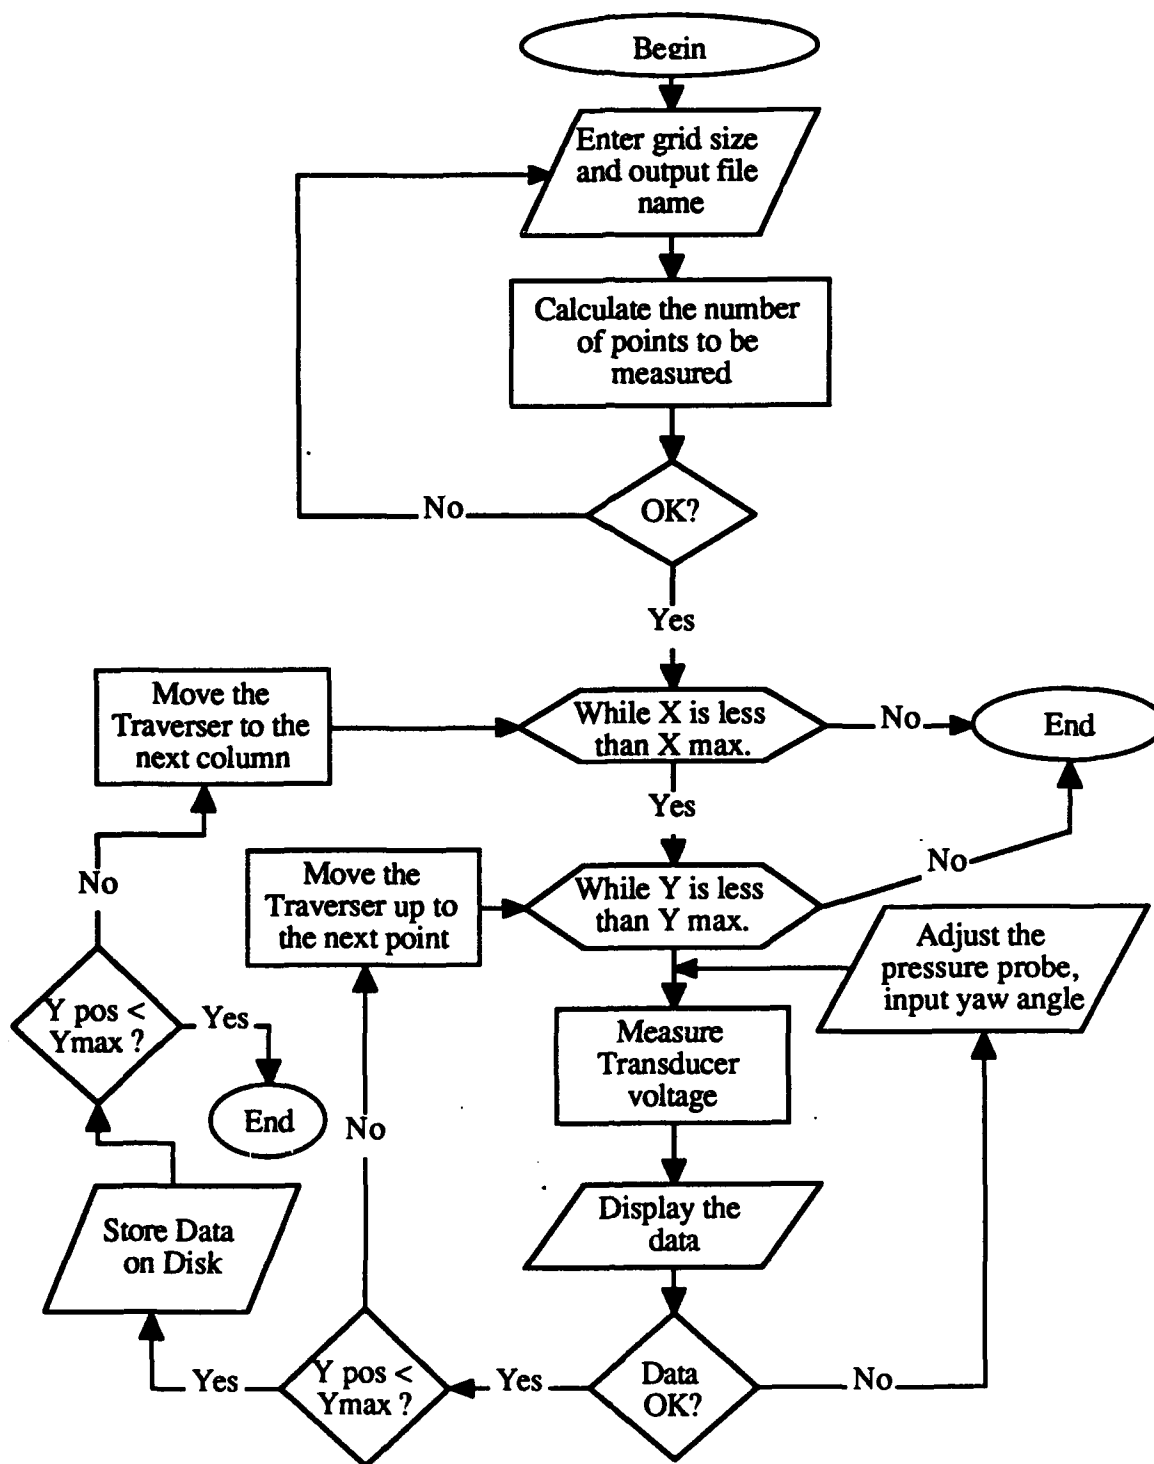 Begin
Enter grid size
and output file
name
Calculate the number
of points to be
measured
OK?
No
Yes
Move the
Traverser to the
next column
While X is less
than X max.
No
End
Yes
No
Move the
Traverser up to
the next point
While Y is less
than Y max.
No
Adjust the
pressure probe,
input yaw angle
Y pos <
Ymax ?
Yes
End
No
Measure
Transducer
voltage
Store Data
on Disk
Display the
data
Yes
Y pos <
Ymax ?
Yes
Data
OK?
No